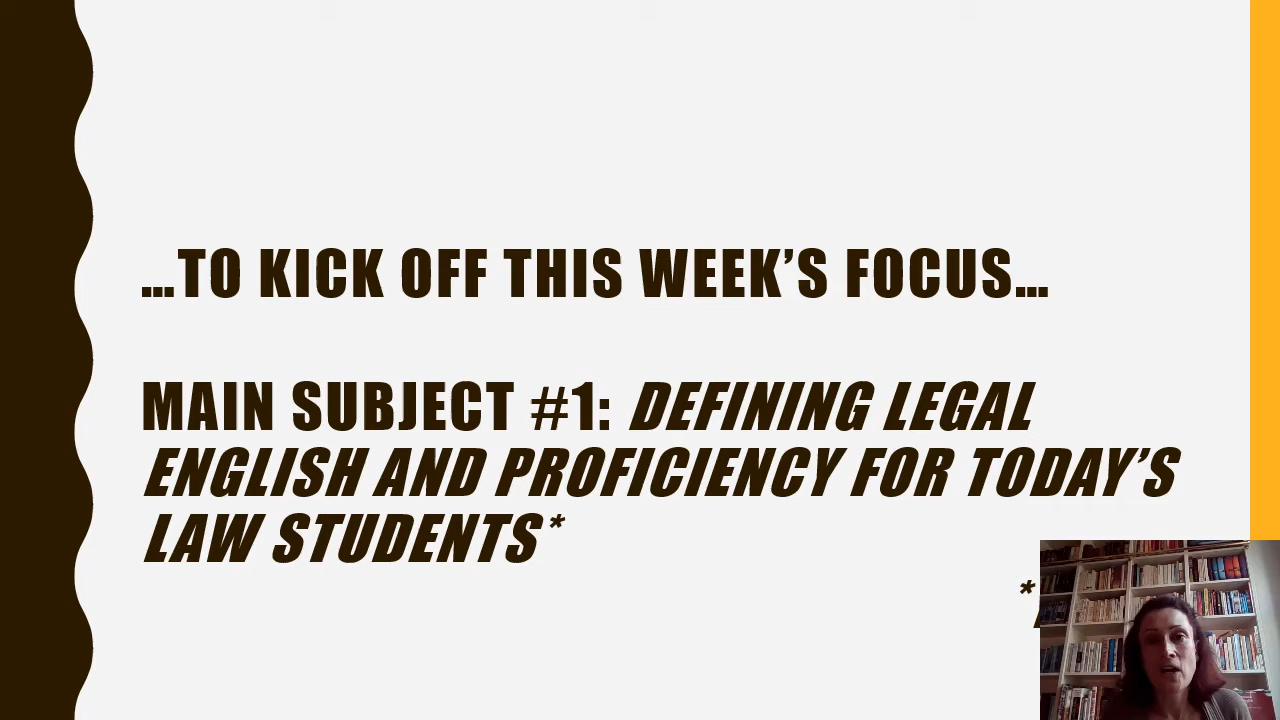 …TO KICK OFF THIS WEEK’S FOCUS…
MAIN SUBJECT #1: DEFINING LEGAL
ENGLISH AND PROFICIENCY FOR TODAY’S
LAW STUDENTS*
*